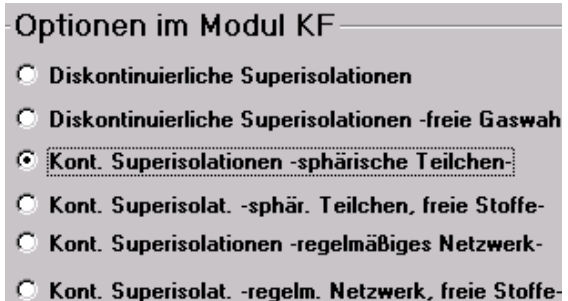 Optionen im Modul KF
Diskontinuierliche Superisolationen
Diskontinuierliche Superisolationen -freie Gaswah
Kont. Superisolationen -sphärische Teilchen-
Kont. Superisolat. -sphär. Teilchen, freie Stoffe-
Kont. Superisolationen -regelmäßiges Netzwerk-
Kont. Superisolat. -regelm. Netzwerk, freie Stoffe-